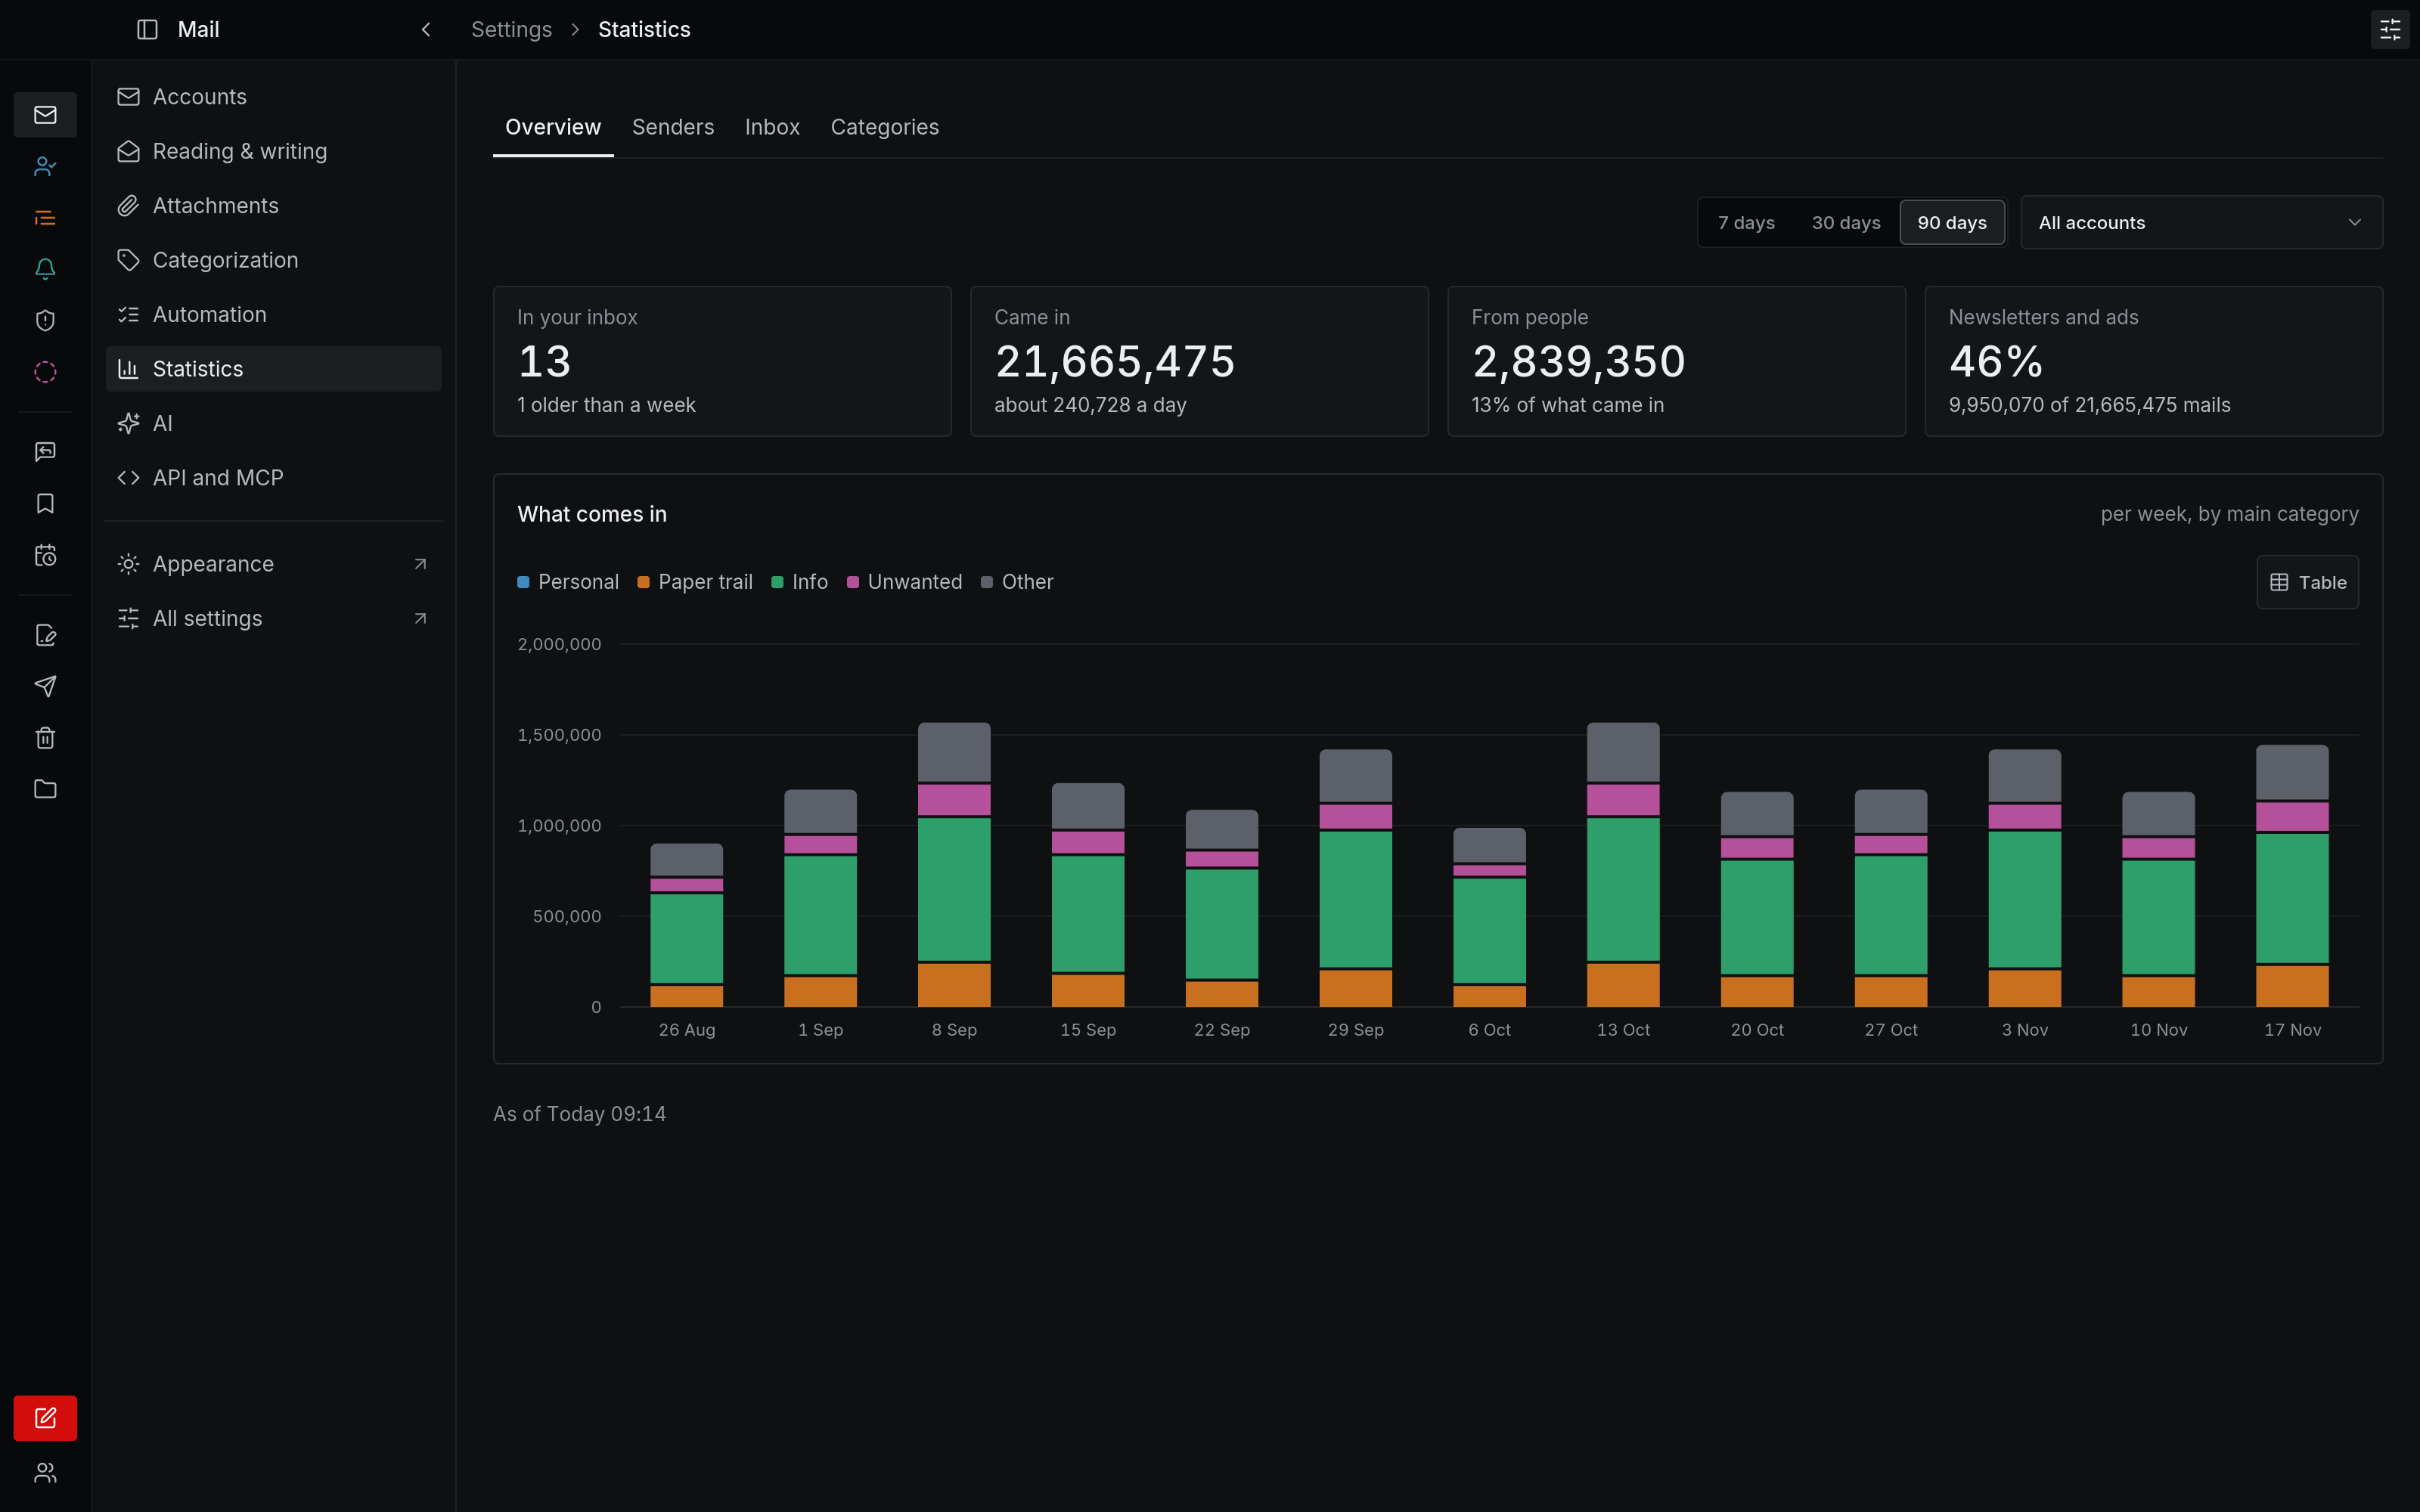 Mail
Settings > Statistics
Accounts
Reading & writing
Attachments
Categorization
Automation
Statistics
AI
API and MCP
Appearance
All settings
Overview Senders Inbox Categories
7 days 30 days 90 days All accounts
In your inbox
13
1 older than a week
Came in
21,665,475
about 240,728 a day
From people
2,839,350
13% of what came in
Newsletters and ads
46%
9,950,070 of 21,665,475 mails
What comes in
per week, by main category
Personal Paper trail Info Unwanted Other
Table
2,000,000
1,500,000
1,000,000
500,000
0
26 Aug 1 Sep 8 Sep 15 Sep 22 Sep 29 Sep 6 Oct 13 Oct 20 Oct 27 Oct 3 Nov 10 Nov 17 Nov
As of Today 09:14